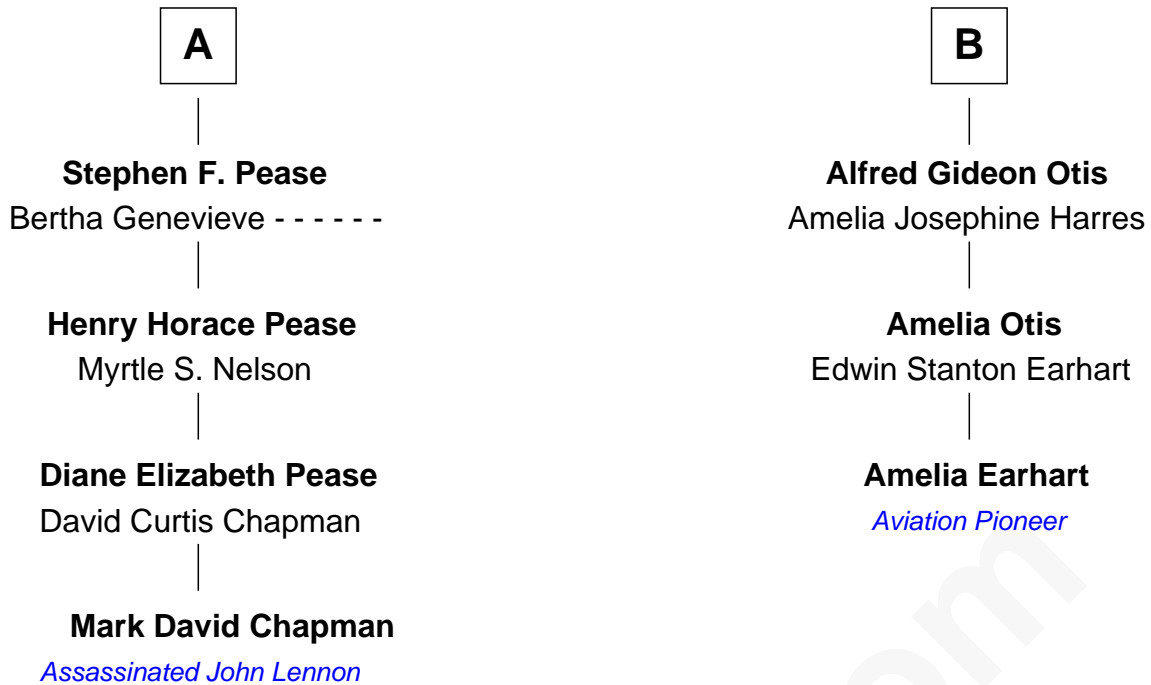 A
Stephen F. Pease
Bertha Genevieve - - - - - -
Henry Horace Pease
Myrtle S. Nelson
Diane Elizabeth Pease
David Curtis Chapman
Mark David Chapman
Assassinated John Lennon
B
Alfred Gideon Otis
Amelia Josephine Harres
Amelia Otis
Edwin Stanton Earhart
Amelia Earhart
Aviation Pioneer
om